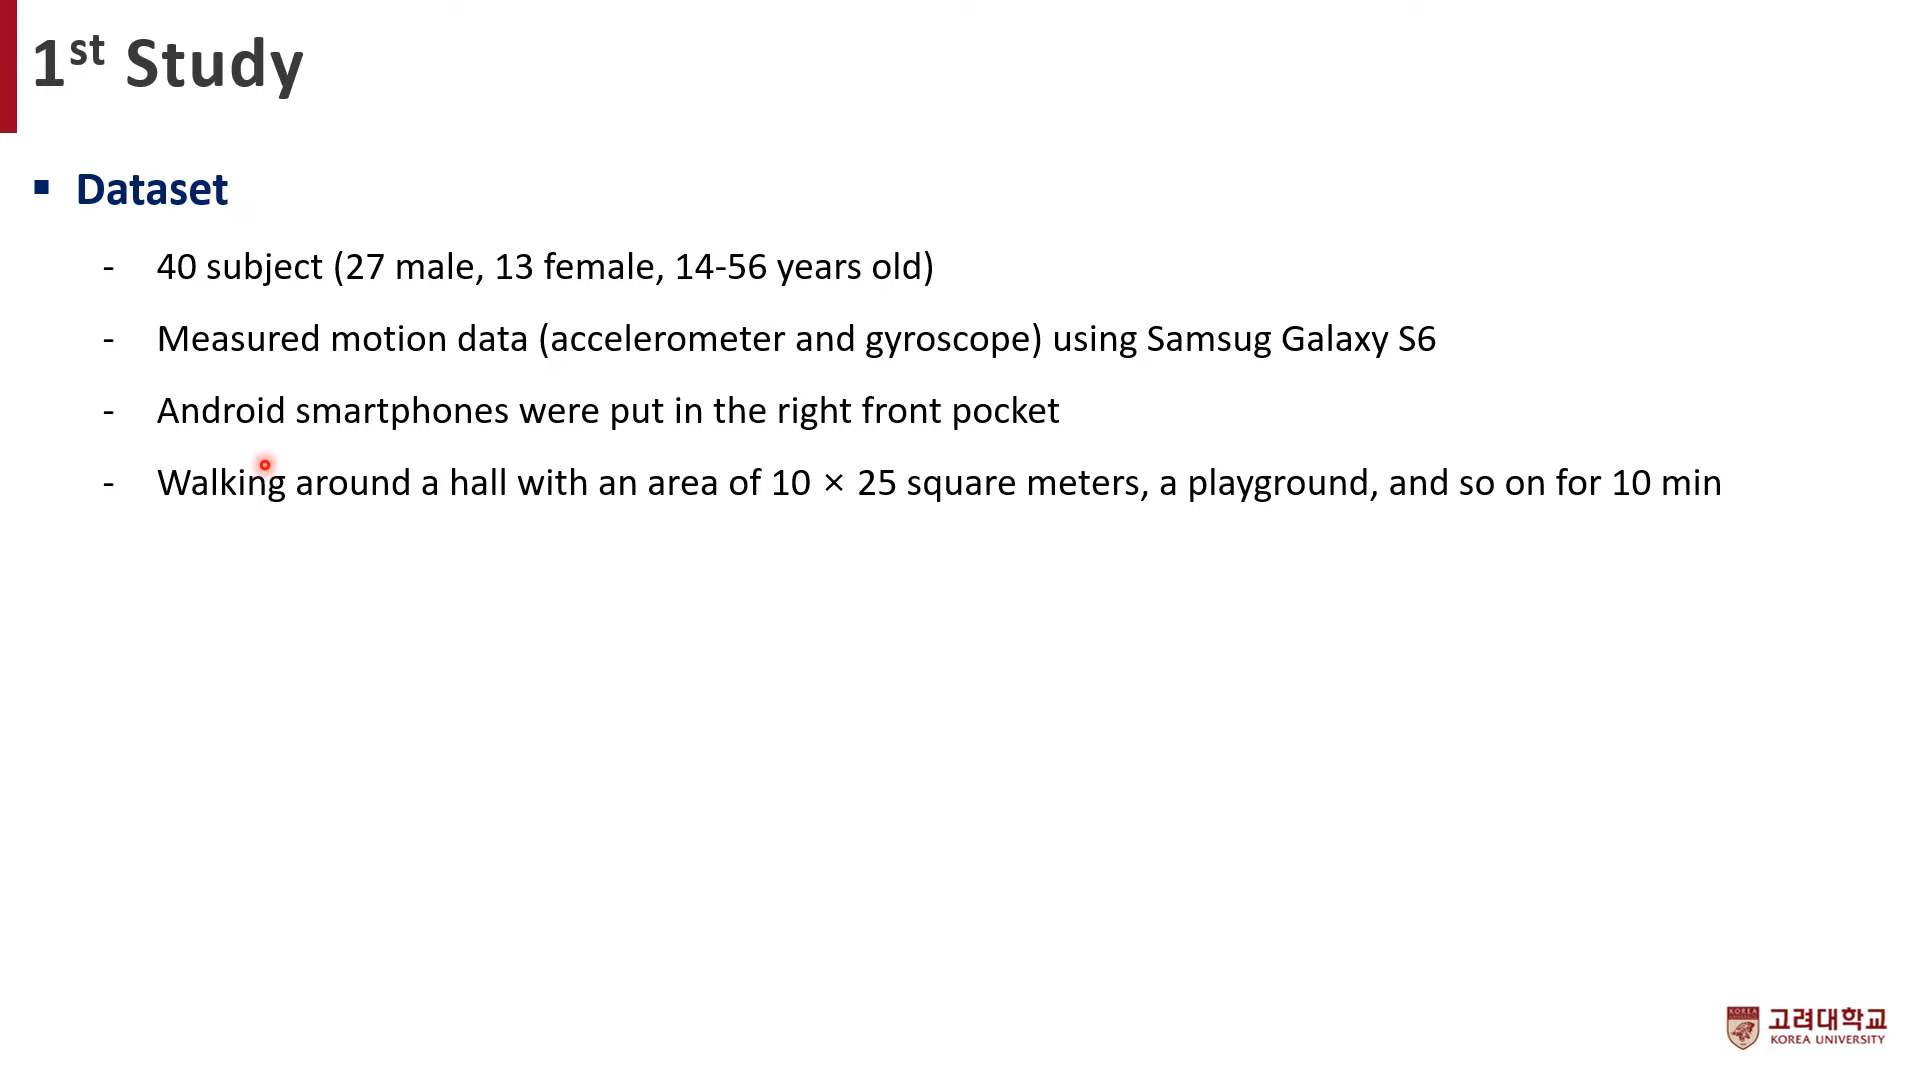 1st Study
▪ Dataset
- 40 subject (27 male, 13 female, 14-56 years old)
- Measured motion data (accelerometer and gyroscope) using Samsug Galaxy S6
- Android smartphones were put in the right front pocket
- Walking around a hall with an area of 10 × 25 square meters, a playground, and so on for 10 min
KOREA
고려대학교
KOREA UNIVERSITY